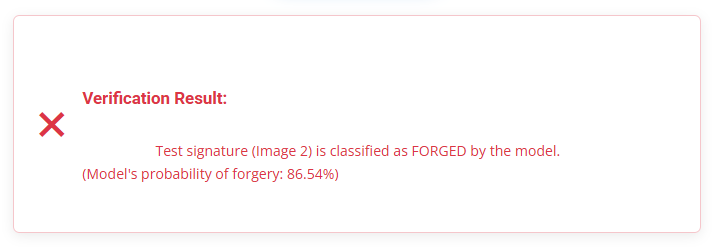 Verification Result:
Test signature (Image 2) is classified as FORGED by the model.
(Model's probability of forgery: 86.54%)